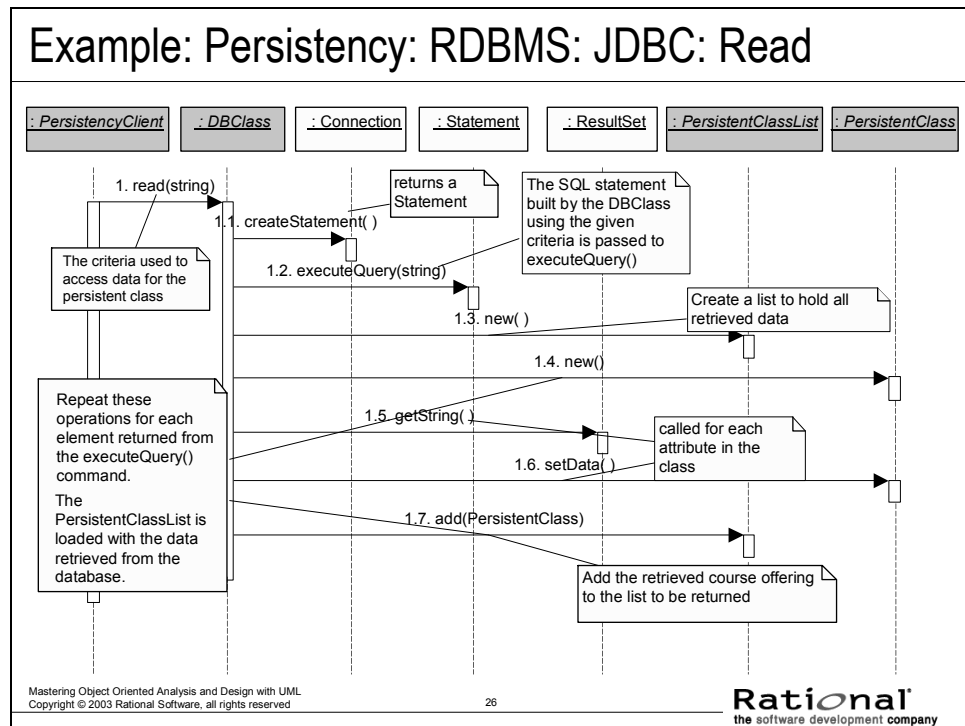 Example: Persistency: RDBMS: JDBC: Read
: PersistencyClient
: DBClass
: Connection
: Statement
: ResultSet
: PersistentClassList
: PersistentClass
1. read(string)
returns a
Statement
The SQL statement
built by the DBClass
using the given
criteria is passed to
executeQuery()
1.1. createStatement( )
The criteria used to
access data for the
persistent class
1.2. executeQuery(string)
1.3. new( )
Create a list to hold all
retrieved data
1.4. new()
Repeat these
operations for each
element returned from
the executeQuery()
command.
The
PersistentClassList is
loaded with the data
retrieved from the
database.
1.5. getString( )
called for each
attribute in the
class
1.6. setData( )
1.7. add(PersistentClass)
Add the retrieved course offering
to the list to be returned
Mastering Object Oriented Analysis and Design with UML
Copyright © 2003 Rational Software, all rights reserved
26
Rational
the software development company